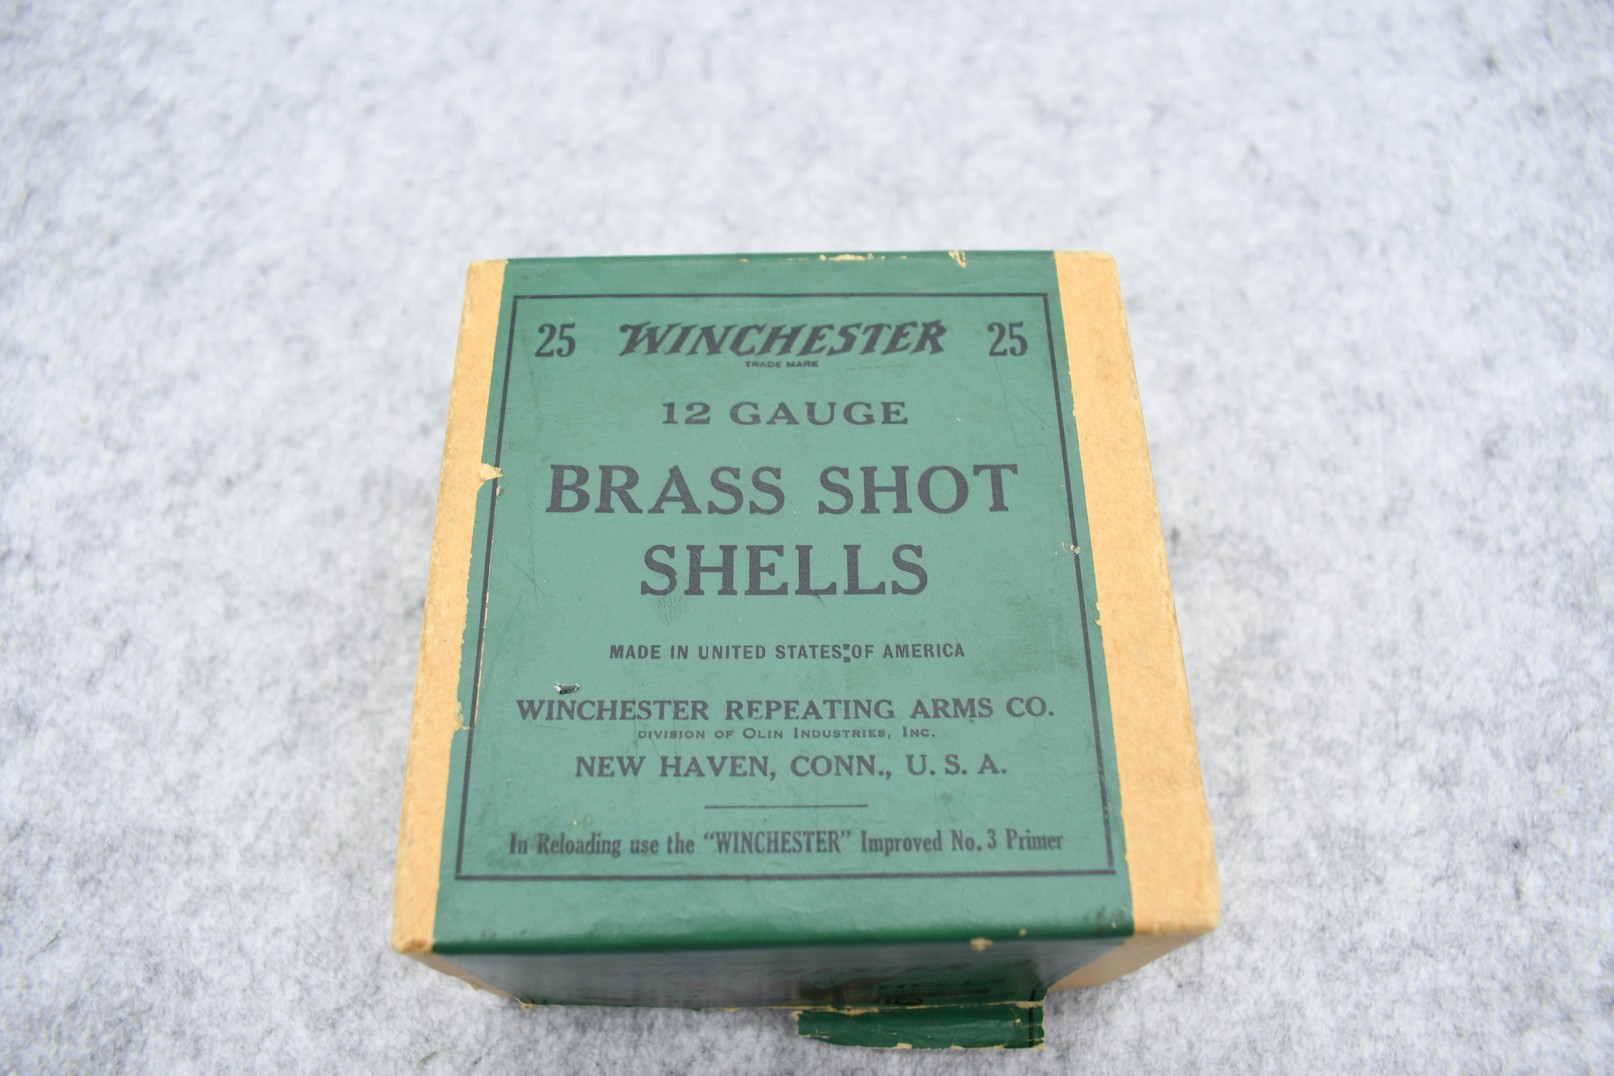 25 WINCHESTER 25
TRADE MARK
12 GAUGE
BRASS SHOT
SHELLS
MADE IN UNITED STATES OF AMERICA
WINCHESTER REPEATING ARMS CO.
DIVISION OF OLIN INDUSTRIES, INC.
NEW HAVEN, CONN., U. S. A.
In Reloading use the "WINCHESTER" Improved No. 3 Primer